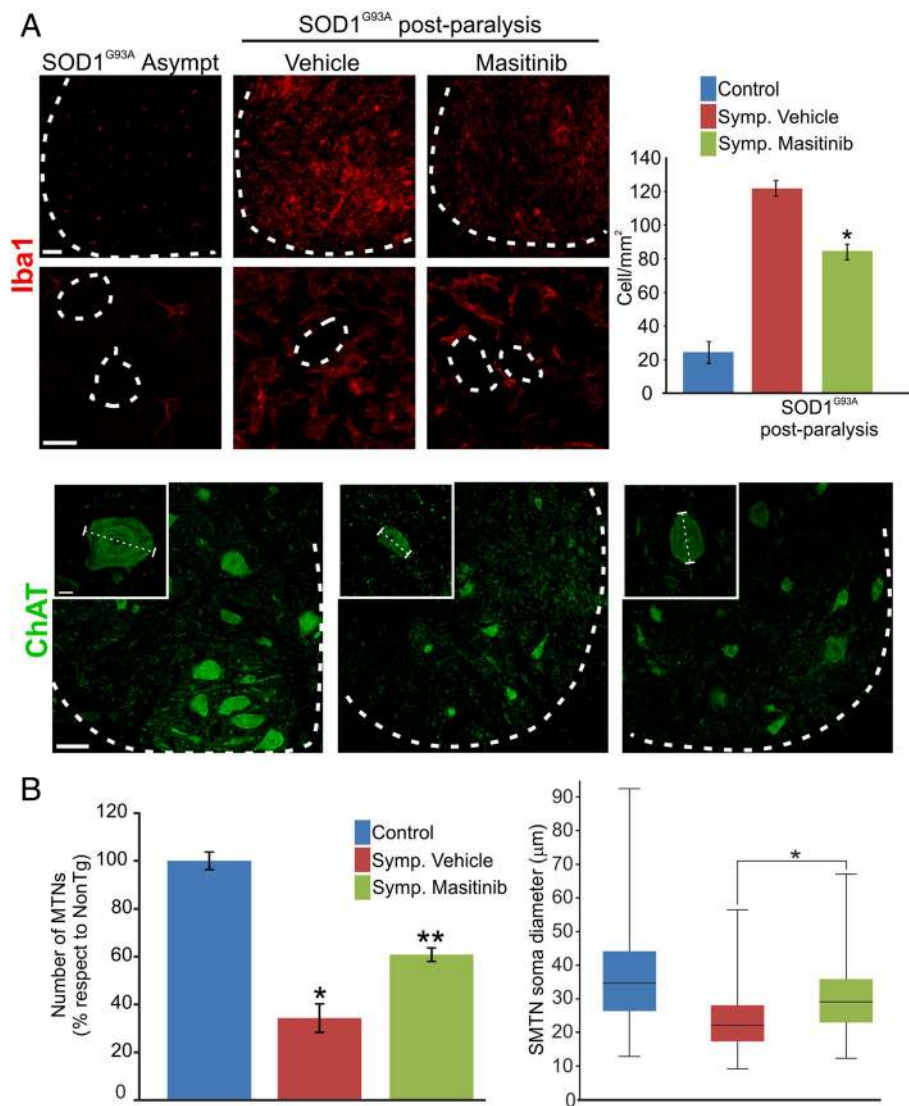 A
SOD1G93A post-paralysis
SOD1G93A Asympt
Vehicle
Masitinib
Iba1
Control
Symp. Vehicle
Symp. Masitinib
Cell/mm²
140
120
100
80
60
40
20
0
*
SOD1G93A
post-paralysis
ChAT
B
Number of MTNs
(% respect to NonTg)
120
100
80
60
40
20
0
*
**
Control
Symp. Vehicle
Symp. Masitinib
SMTN soma diameter (μm)
90
80
70
60
50
40
30
20
10
0
*